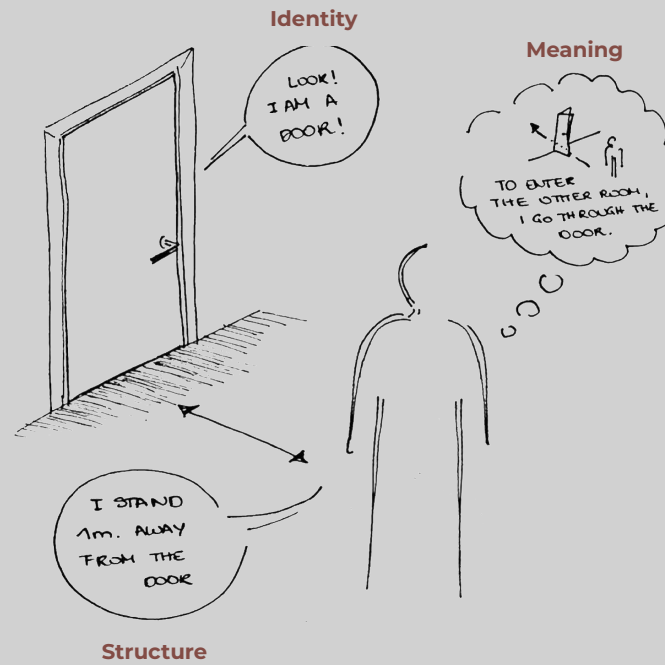 Identity
LOOK!
I AM A
DOOR!
Meaning
TO ENTER
THE OTHER ROOM,
I GO THROUGH THE
DOOR.
I STAND
1m. AWAY
FROM THE
DOOR
Structure